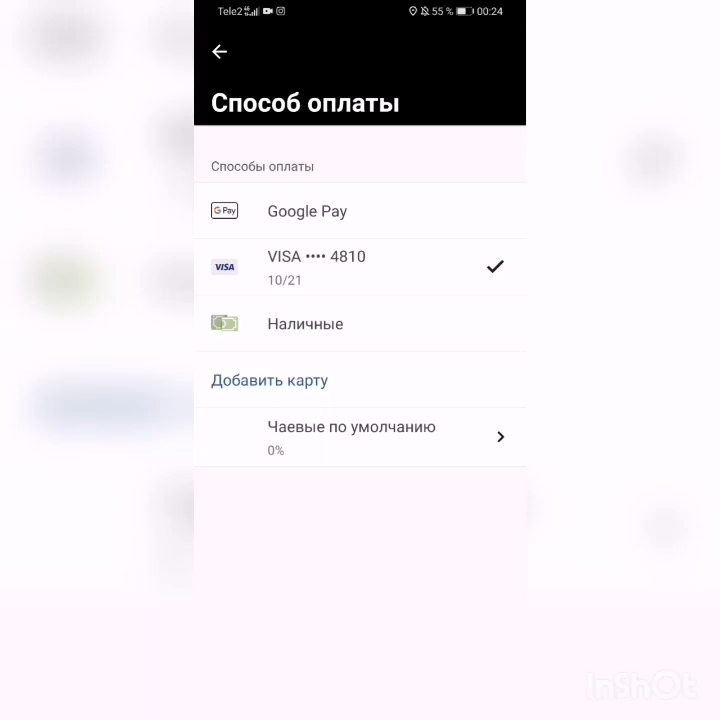 Tele2 4G 55 % 00:24
Способ оплаты
Способы оплаты
G Pay Google Pay
VISA VISA •••• 4810
10/21
Наличные
Добавить карту
Чаевые по умолчанию
0%
InShOt